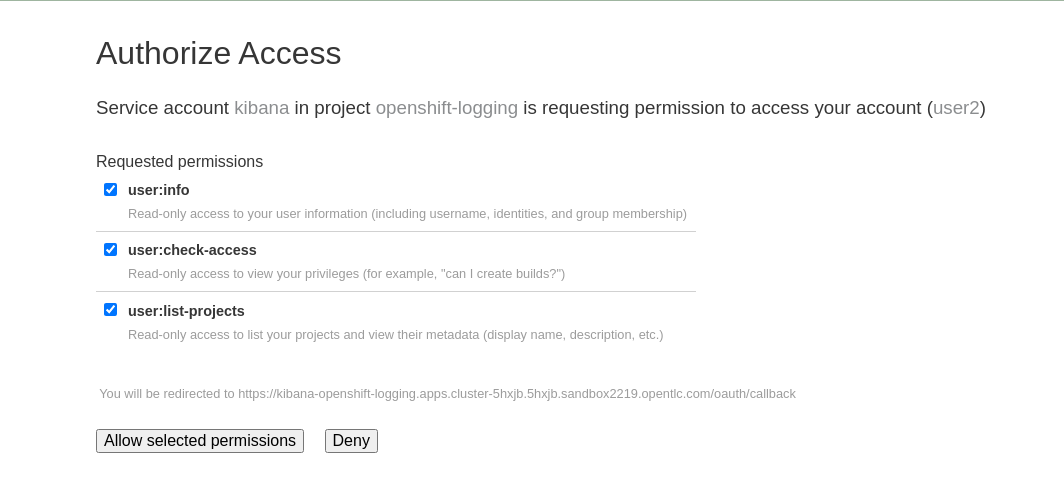 Authorize Access
Service account kibana in project openshift-logging is requesting permission to access your account (user2)
Requested permissions
user:info
Read-only access to your user information (including username, identities, and group membership)
user:check-access
Read-only access to view your privileges (for example, "can I create builds?")
user:list-projects
Read-only access to list your projects and view their metadata (display name, description, etc.)
You will be redirected to https://kibana-openshift-logging.apps.cluster-5hxjb.5hxjb.sandbox2219.opentlc.com/oauth/callback
Allow selected permissions Deny